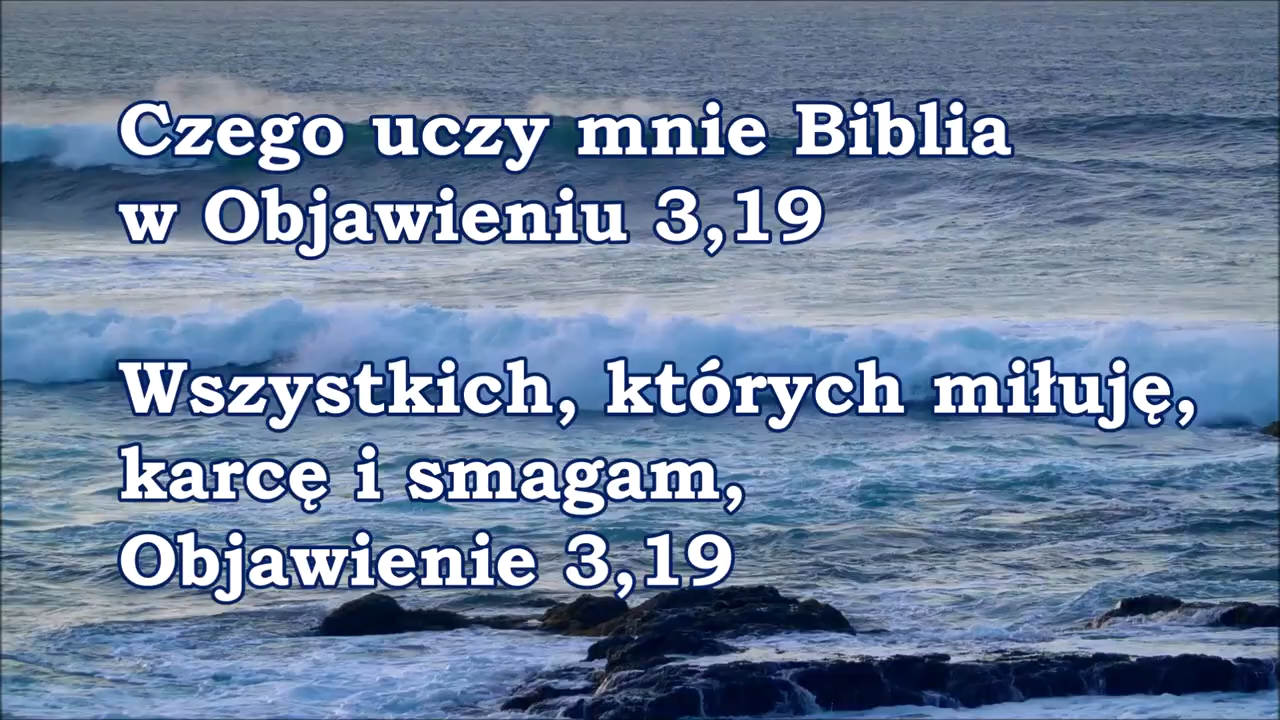 Czego uczy mnie Biblia
w Objawieniu 3,19
Wszystkich, których miłuję,
karcę i smagam,
Objawienie 3,19